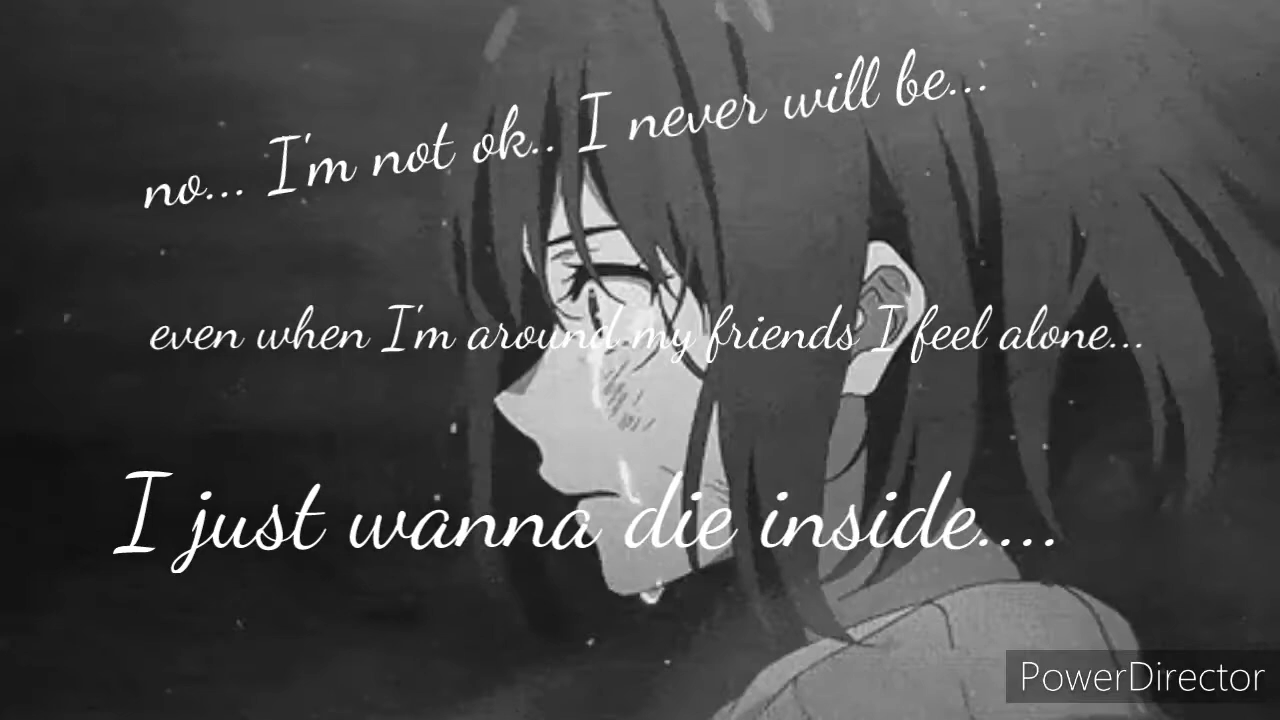 no... I'm not ok.. I never will be...
even when I'm around my friends I feel alone...
I just wanna die inside....
PowerDirector